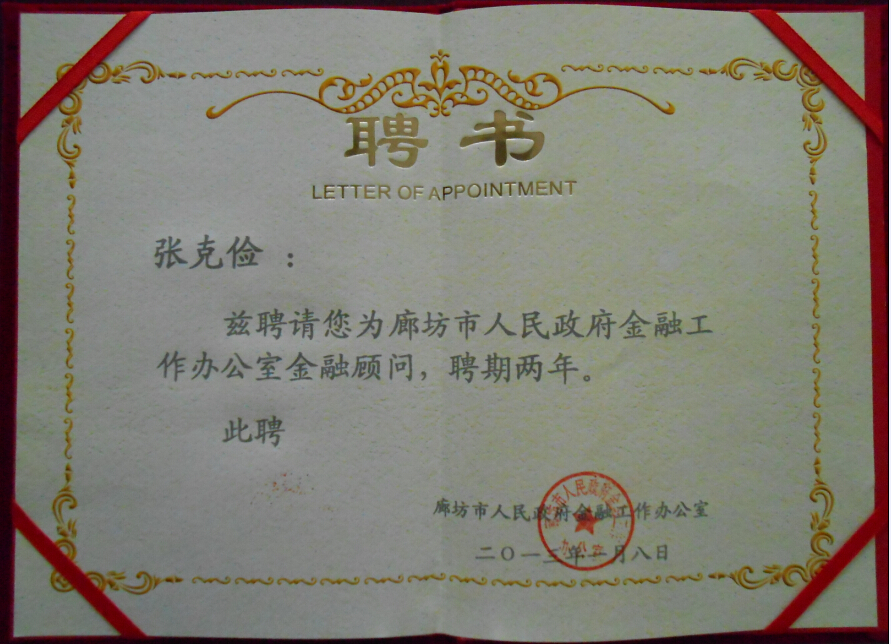 聘书
LETTER OF APPOINTMENT
张克俭：
兹聘请您为廊坊市人民政府金融工
作办公室金融顾问，聘期两年。
此聘
廊坊市人民政府金融工作办公室
二〇一三年一月八日